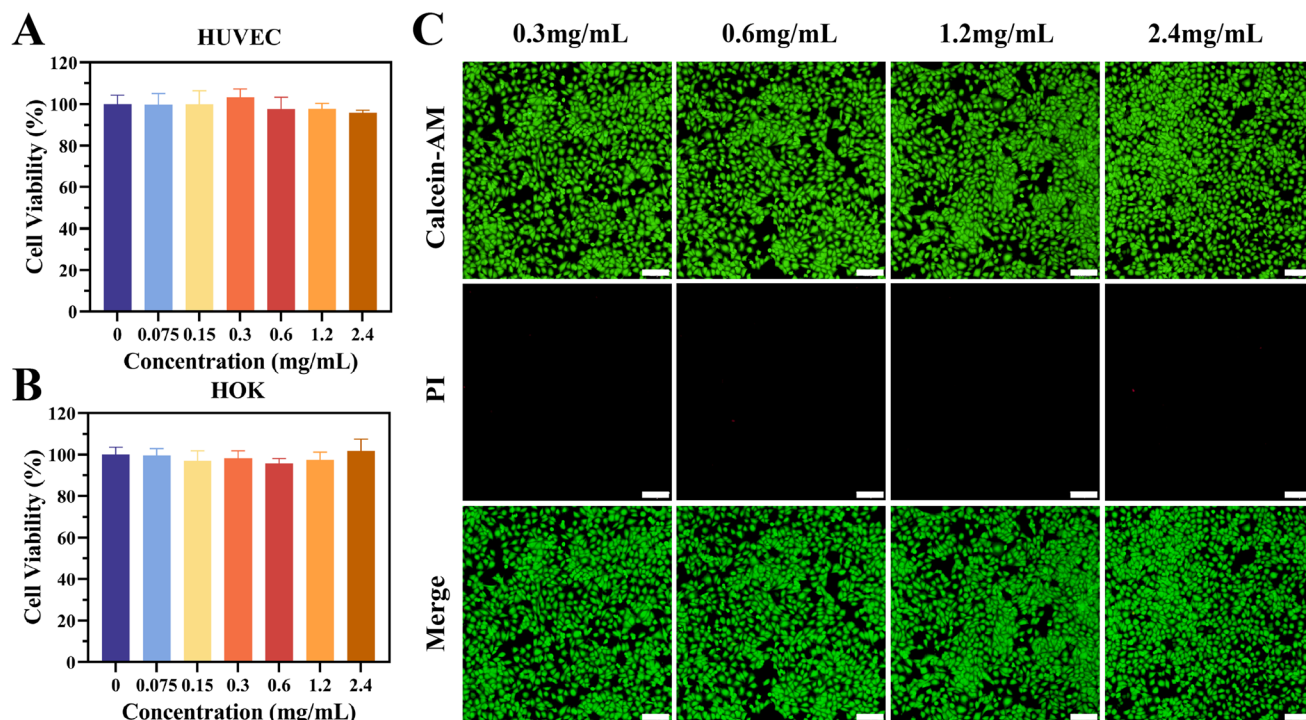 A
HUVEC
120
100
80
60
40
20
0
Cell Viability (%)
0 0.075 0.15 0.3 0.6 1.2 2.4
Concentration (mg/mL)
B
HOK
120
100
80
60
40
20
0
Cell Viability (%)
0 0.075 0.15 0.3 0.6 1.2 2.4
Concentration (mg/mL)
C
0.3mg/mL 0.6mg/mL 1.2mg/mL 2.4mg/mL
Calcein-AM
PI
Merge